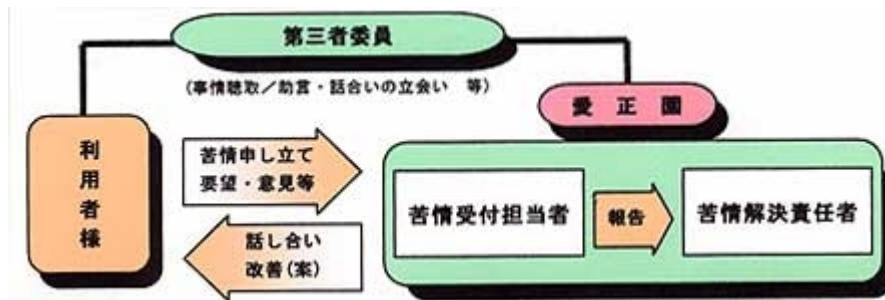 第三者委員
(事情聴取／助言・話合いの立会い 等)
愛正園
利用者様
苦情申し立て
要望・意見等
話し合い
改善(案)
苦情受付担当者
報告
苦情解決責任者